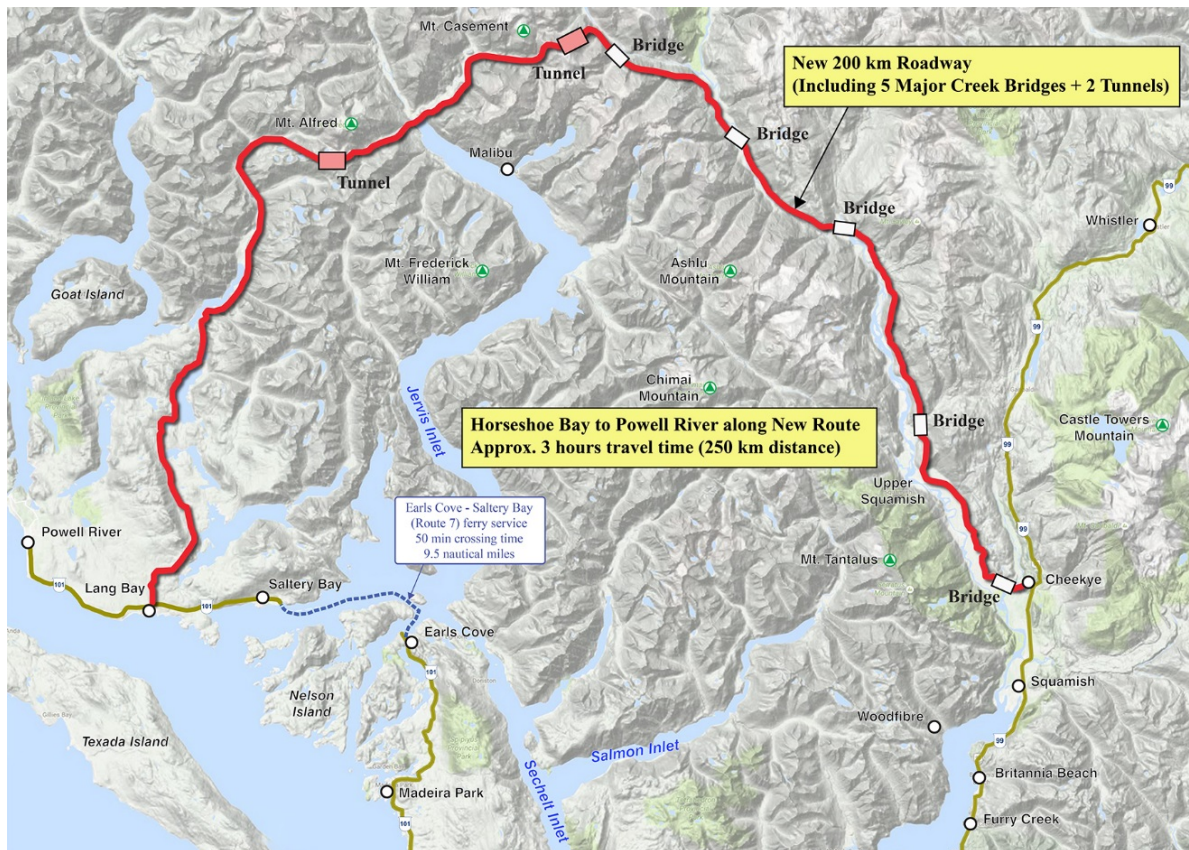 Mt. Casement
Bridge
Tunnel
New 200 km Roadway
(Including 5 Major Creek Bridges + 2 Tunnels)
Mt. Alfred
Bridge
Malibu
99
Tunnel
Bridge
Whistler
Mt. Frederick
William
Ashlu
Mountain
Goat Island
99
Chimai
Mountain
Jervis Inlet
Horseshoe Bay to Powell River along New Route
Approx. 3 hours travel time (250 km distance)
Bridge
Castle Towers
Mountain
Upper
Squamish
Earls Cove - Saltery Bay
(Route 7) ferry service
50 min crossing time
9.5 nautical miles
99
Powell River
Mt. Tantalus
101
Lang Bay
Saltery Bay
Cheekye
Bridge
101
Earls Cove
101
Nelson
Island
Squamish
Woodfibre
Texada Island
Salmon Inlet
99
Sechelt Inlet
Britannia Beach
Madeira Park
101
Furry Creek